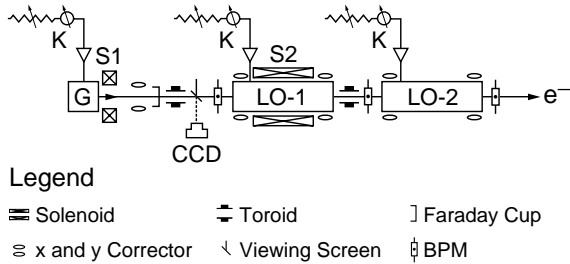 K K K
S1 S2
G LO-1 LO-2 e—
CCD
Legend
Solenoid Toroid Faraday Cup
x and y Corrector Viewing Screen BPM